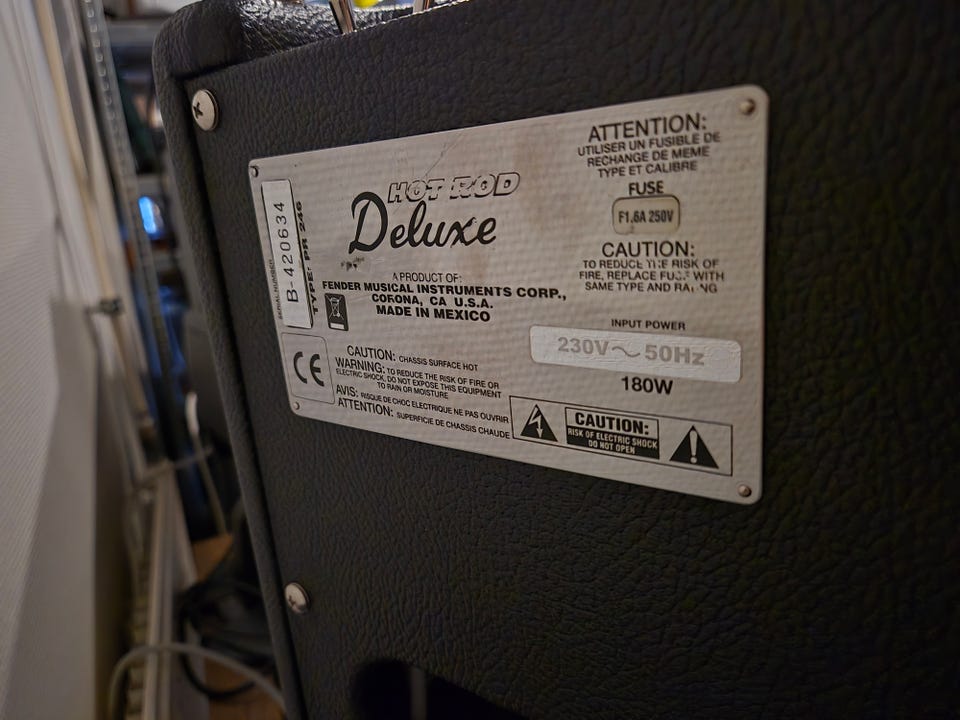 SERIAL NUMBER
B-420634
TYPE: PR 246
HOT ROD
Deluxe
A PRODUCT OF:
FENDER MUSICAL INSTRUMENTS CORP.,
CORONA, CA U.S.A.
MADE IN MEXICO
CE
CAUTION: CHASSIS SURFACE HOT
WARNING: TO REDUCE THE RISK OF FIRE OR
ELECTRIC SHOCK, DO NOT EXPOSE THIS EQUIPMENT
TO RAIN OR MOISTURE
AVIS: RISQUE DE CHOC ELECTRIQUE NE PAS OUVRIR
ATTENTION: SUPERFICIE DE CHASSIS CHAUDE
ATTENTION:
UTILISER UN FUSIBLE DE
RECHANGE DE MEME
TYPE ET CALIBRE
FUSE
F1.6A 250V
CAUTION:
TO REDUCE THE RISK OF
FIRE, REPLACE FUSE WITH
SAME TYPE AND RATING
INPUT POWER
230V~50Hz
180W
CAUTION:
RISK OF ELECTRIC SHOCK
DO NOT OPEN